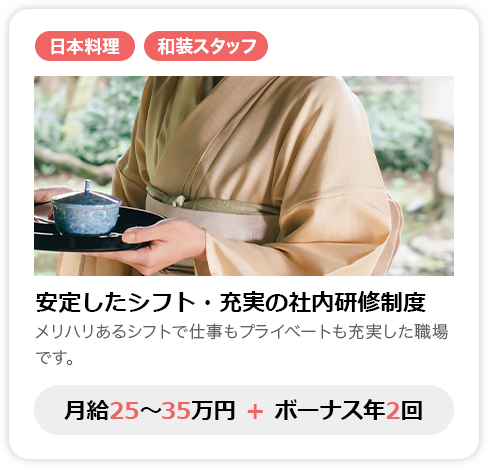 日本料理 和装スタッフ
安定したシフト・充実の社内研修制度
メリハリあるシフトで仕事もプライベートも充実した職場
です。
月給25〜35万円 + ボーナス年2回